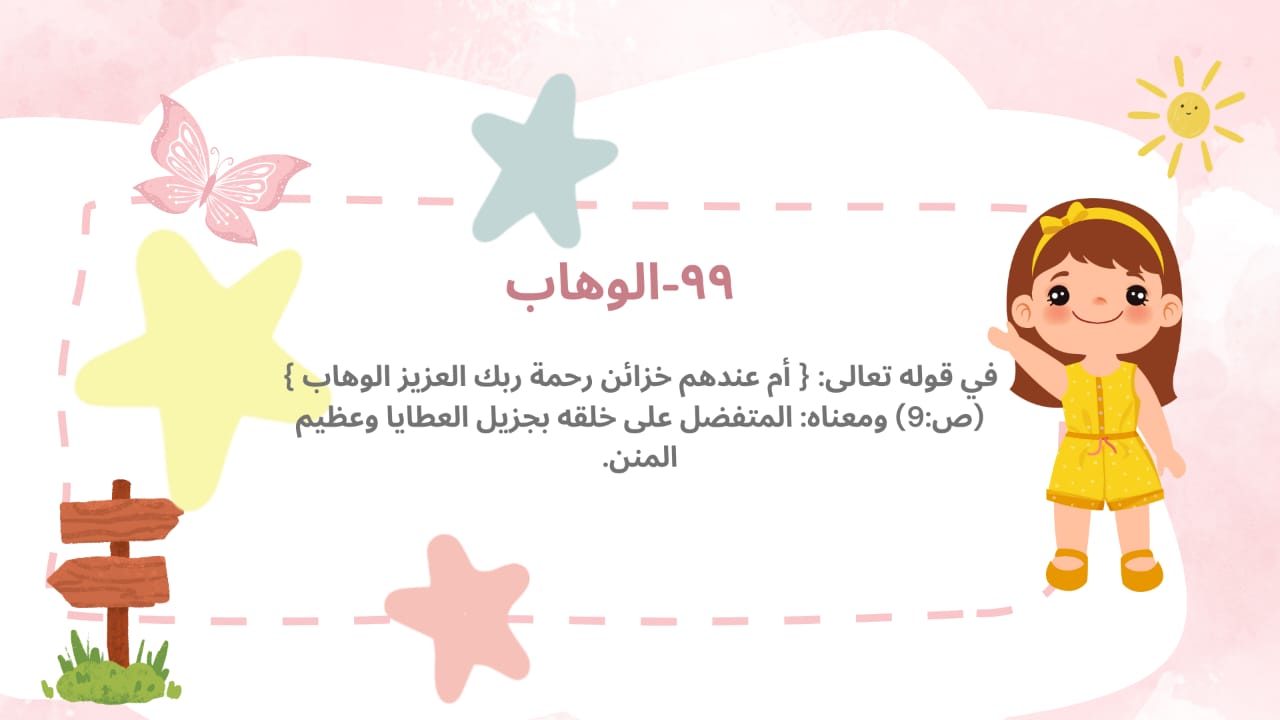 ٩٩-الوهاب
في قوله تعالى: { أم عندهم خزائن رحمة ربك العزيز الوهاب }
(ص:9) ومعناه: المتفضل على خلقه بجزيل العطايا وعظيم
المنن.